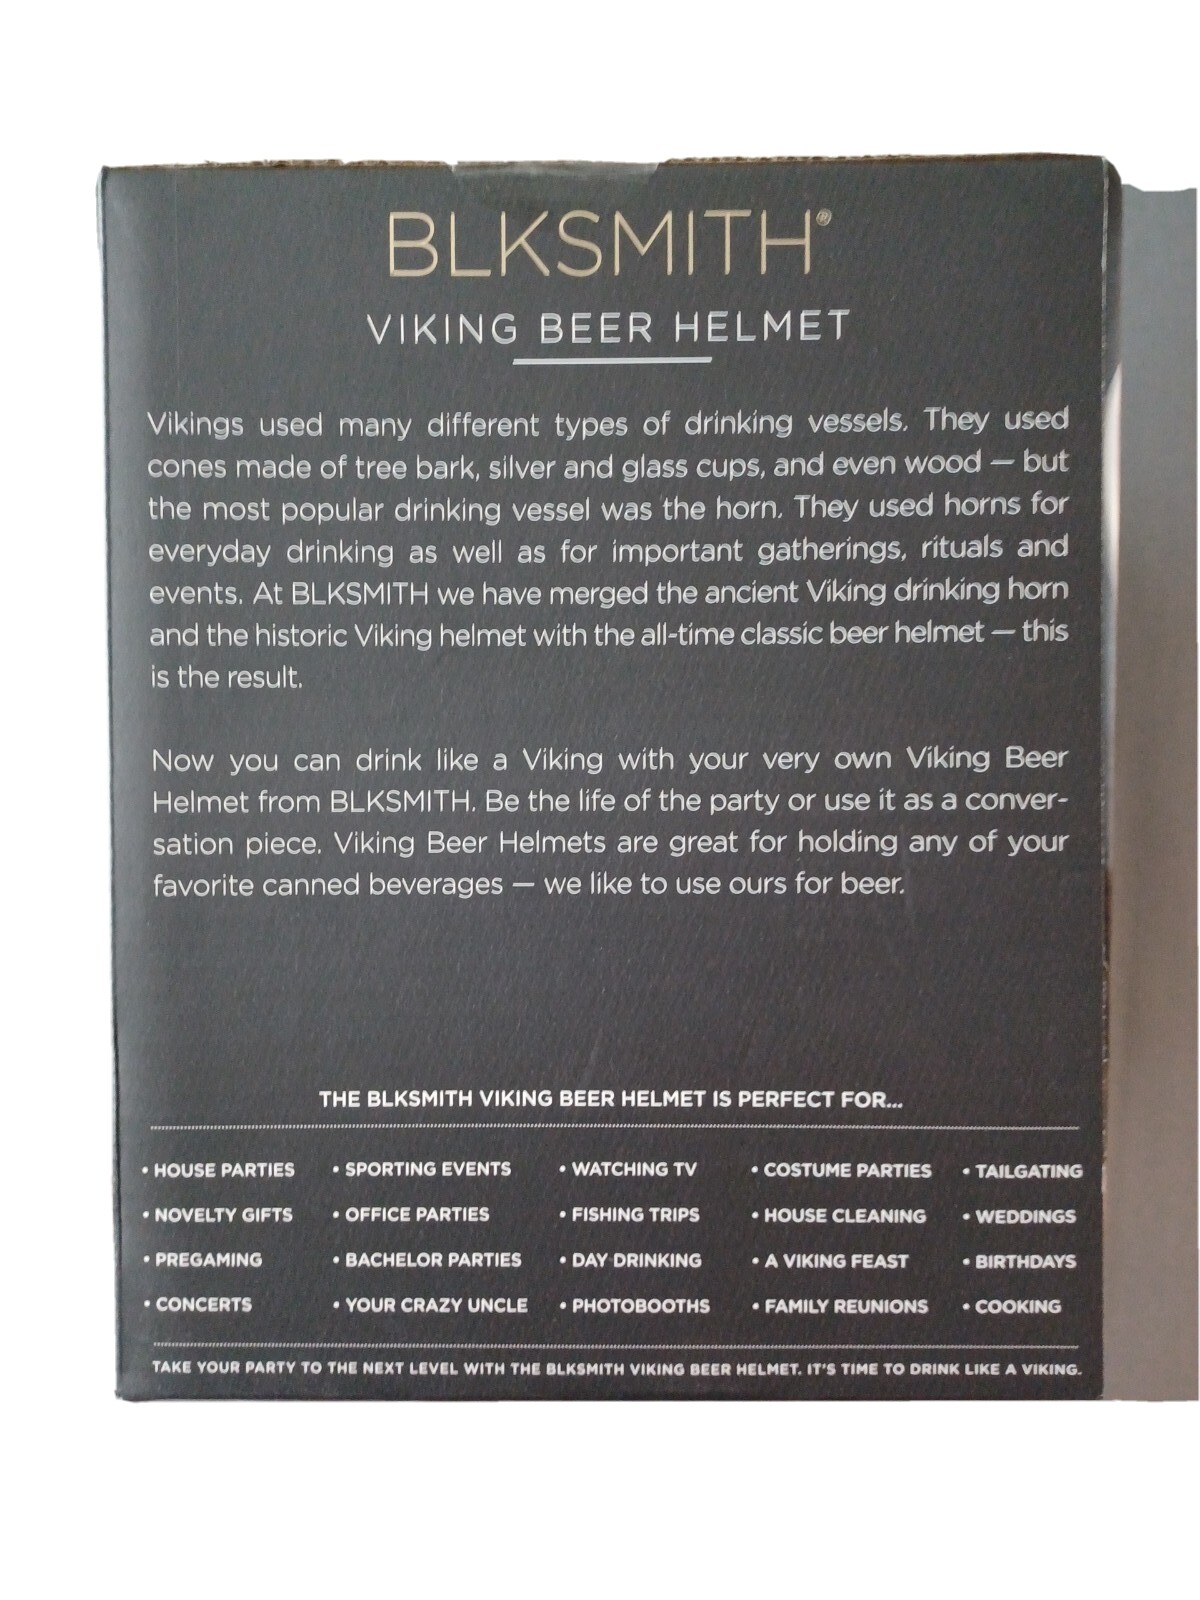 BLKSMITH®
VIKING BEER HELMET
Vikings used many different types of drinking vessels. They used
cones made of tree bark, silver and glass cups, and even wood — but
the most popular drinking vessel was the horn. They used horns for
everyday drinking as well as for important gatherings, rituals and
events. At BLKSMITH we have merged the ancient Viking drinking horn
and the historic Viking helmet with the all-time classic beer helmet — this
is the result.
Now you can drink like a Viking with your very own Viking Beer
Helmet from BLKSMITH. Be the life of the party or use it as a conver-
sation piece. Viking Beer Helmets are great for holding any of your
favorite canned beverages — we like to use ours for beer.
THE BLKSMITH VIKING BEER HELMET IS PERFECT FOR...
• HOUSE PARTIES • SPORTING EVENTS • WATCHING TV • COSTUME PARTIES • TAILGATING
• NOVELTY GIFTS • OFFICE PARTIES • FISHING TRIPS • HOUSE CLEANING • WEDDINGS
• PREGAMING • BACHELOR PARTIES • DAY DRINKING • A VIKING FEAST • BIRTHDAYS
• CONCERTS • YOUR CRAZY UNCLE • PHOTOBOOTHS • FAMILY REUNIONS • COOKING
TAKE YOUR PARTY TO THE NEXT LEVEL WITH THE BLKSMITH VIKING BEER HELMET. IT'S TIME TO DRINK LIKE A VIKING.